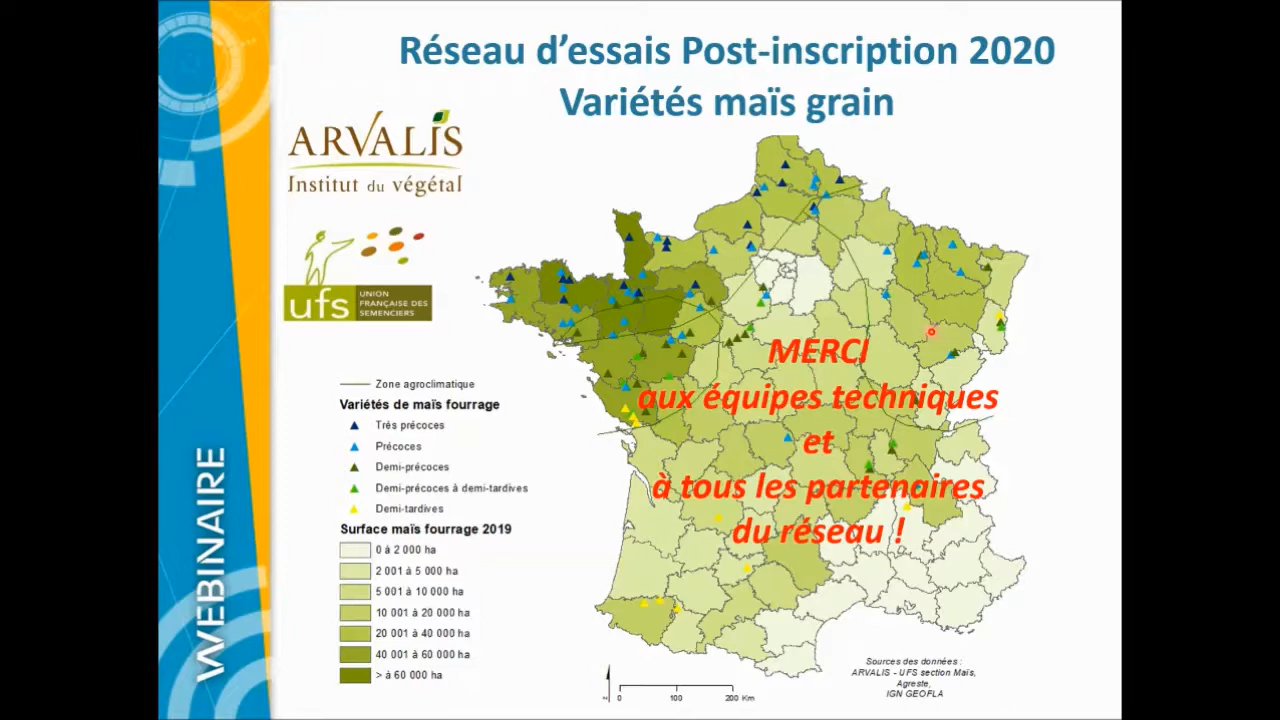 Réseau d'essais Post-inscription 2020
Variétés maïs grain
ARVALIS
Institut du végétal
ufs
UNION
FRANÇAISE DES
SEMENCIERS
WEBINAIRE
Zone agroclimatique
Variétés de maïs fourrage
Très précoces
Précoces
Demi-précoces
Demi-précoces à demi-tardives
Demi-tardives
Surface maïs fourrage 2019
0 à 2 000 ha
2 001 à 5 000 ha
5 001 à 10 000 ha
10 001 à 20 000 ha
20 001 à 40 000 ha
40 001 à 60 000 ha
> à 60 000 ha
MERCI
aux équipes techniques
et
à tous les partenaires
du réseau !
N
0 100 200 Km
Sources des données :
ARVALIS - UFS section Maïs,
Agreste,
IGN GEOFLA